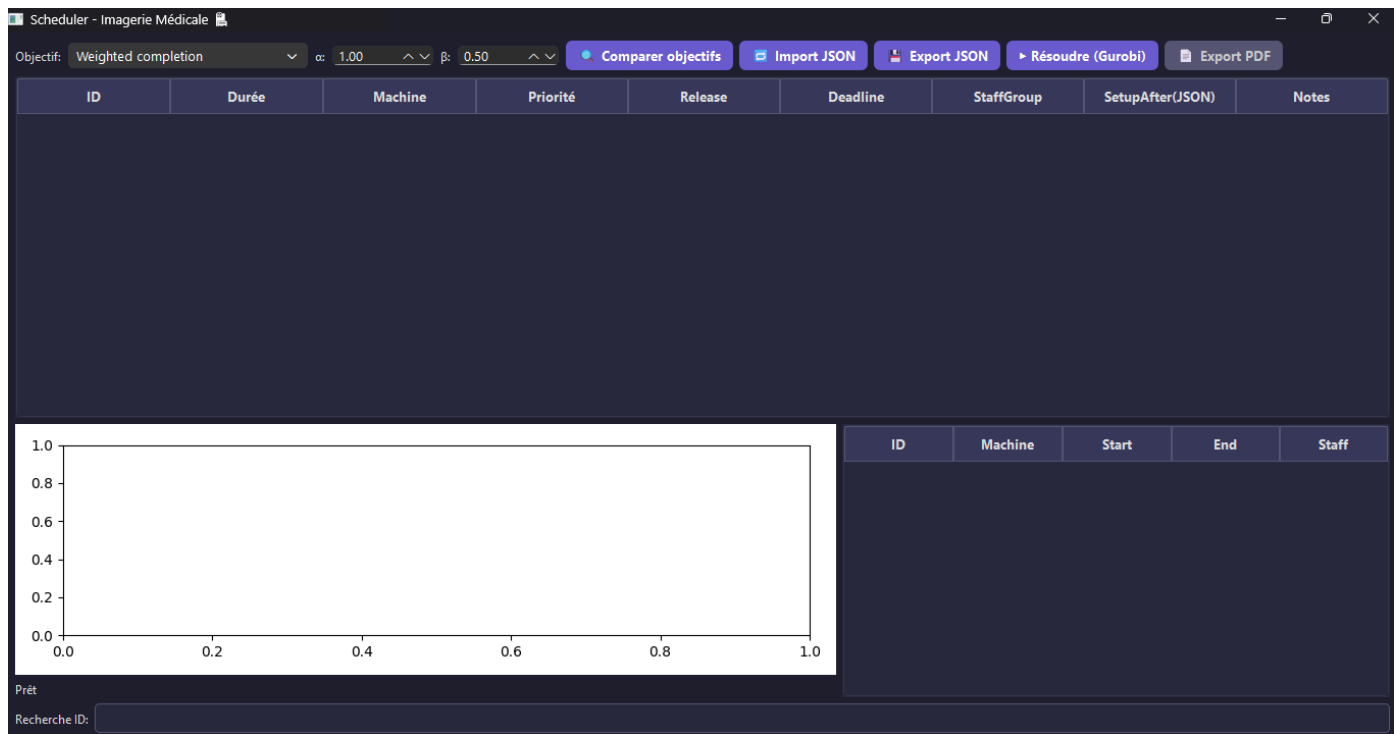 Scheduler - Imagerie Médicale
Objectif: Weighted completion α: 1.00 β: 0.50 Comparer objectifs Import JSON Export JSON Résoudre (Gurobi) Export PDF
ID Durée Machine Priorité Release Deadline StaffGroup SetupAfter(JSON) Notes
ID Machine Start End Staff
1.0
0.8
0.6
0.4
0.2
0.0
0.0 0.2 0.4 0.6 0.8 1.0
Prêt
Recherche ID: